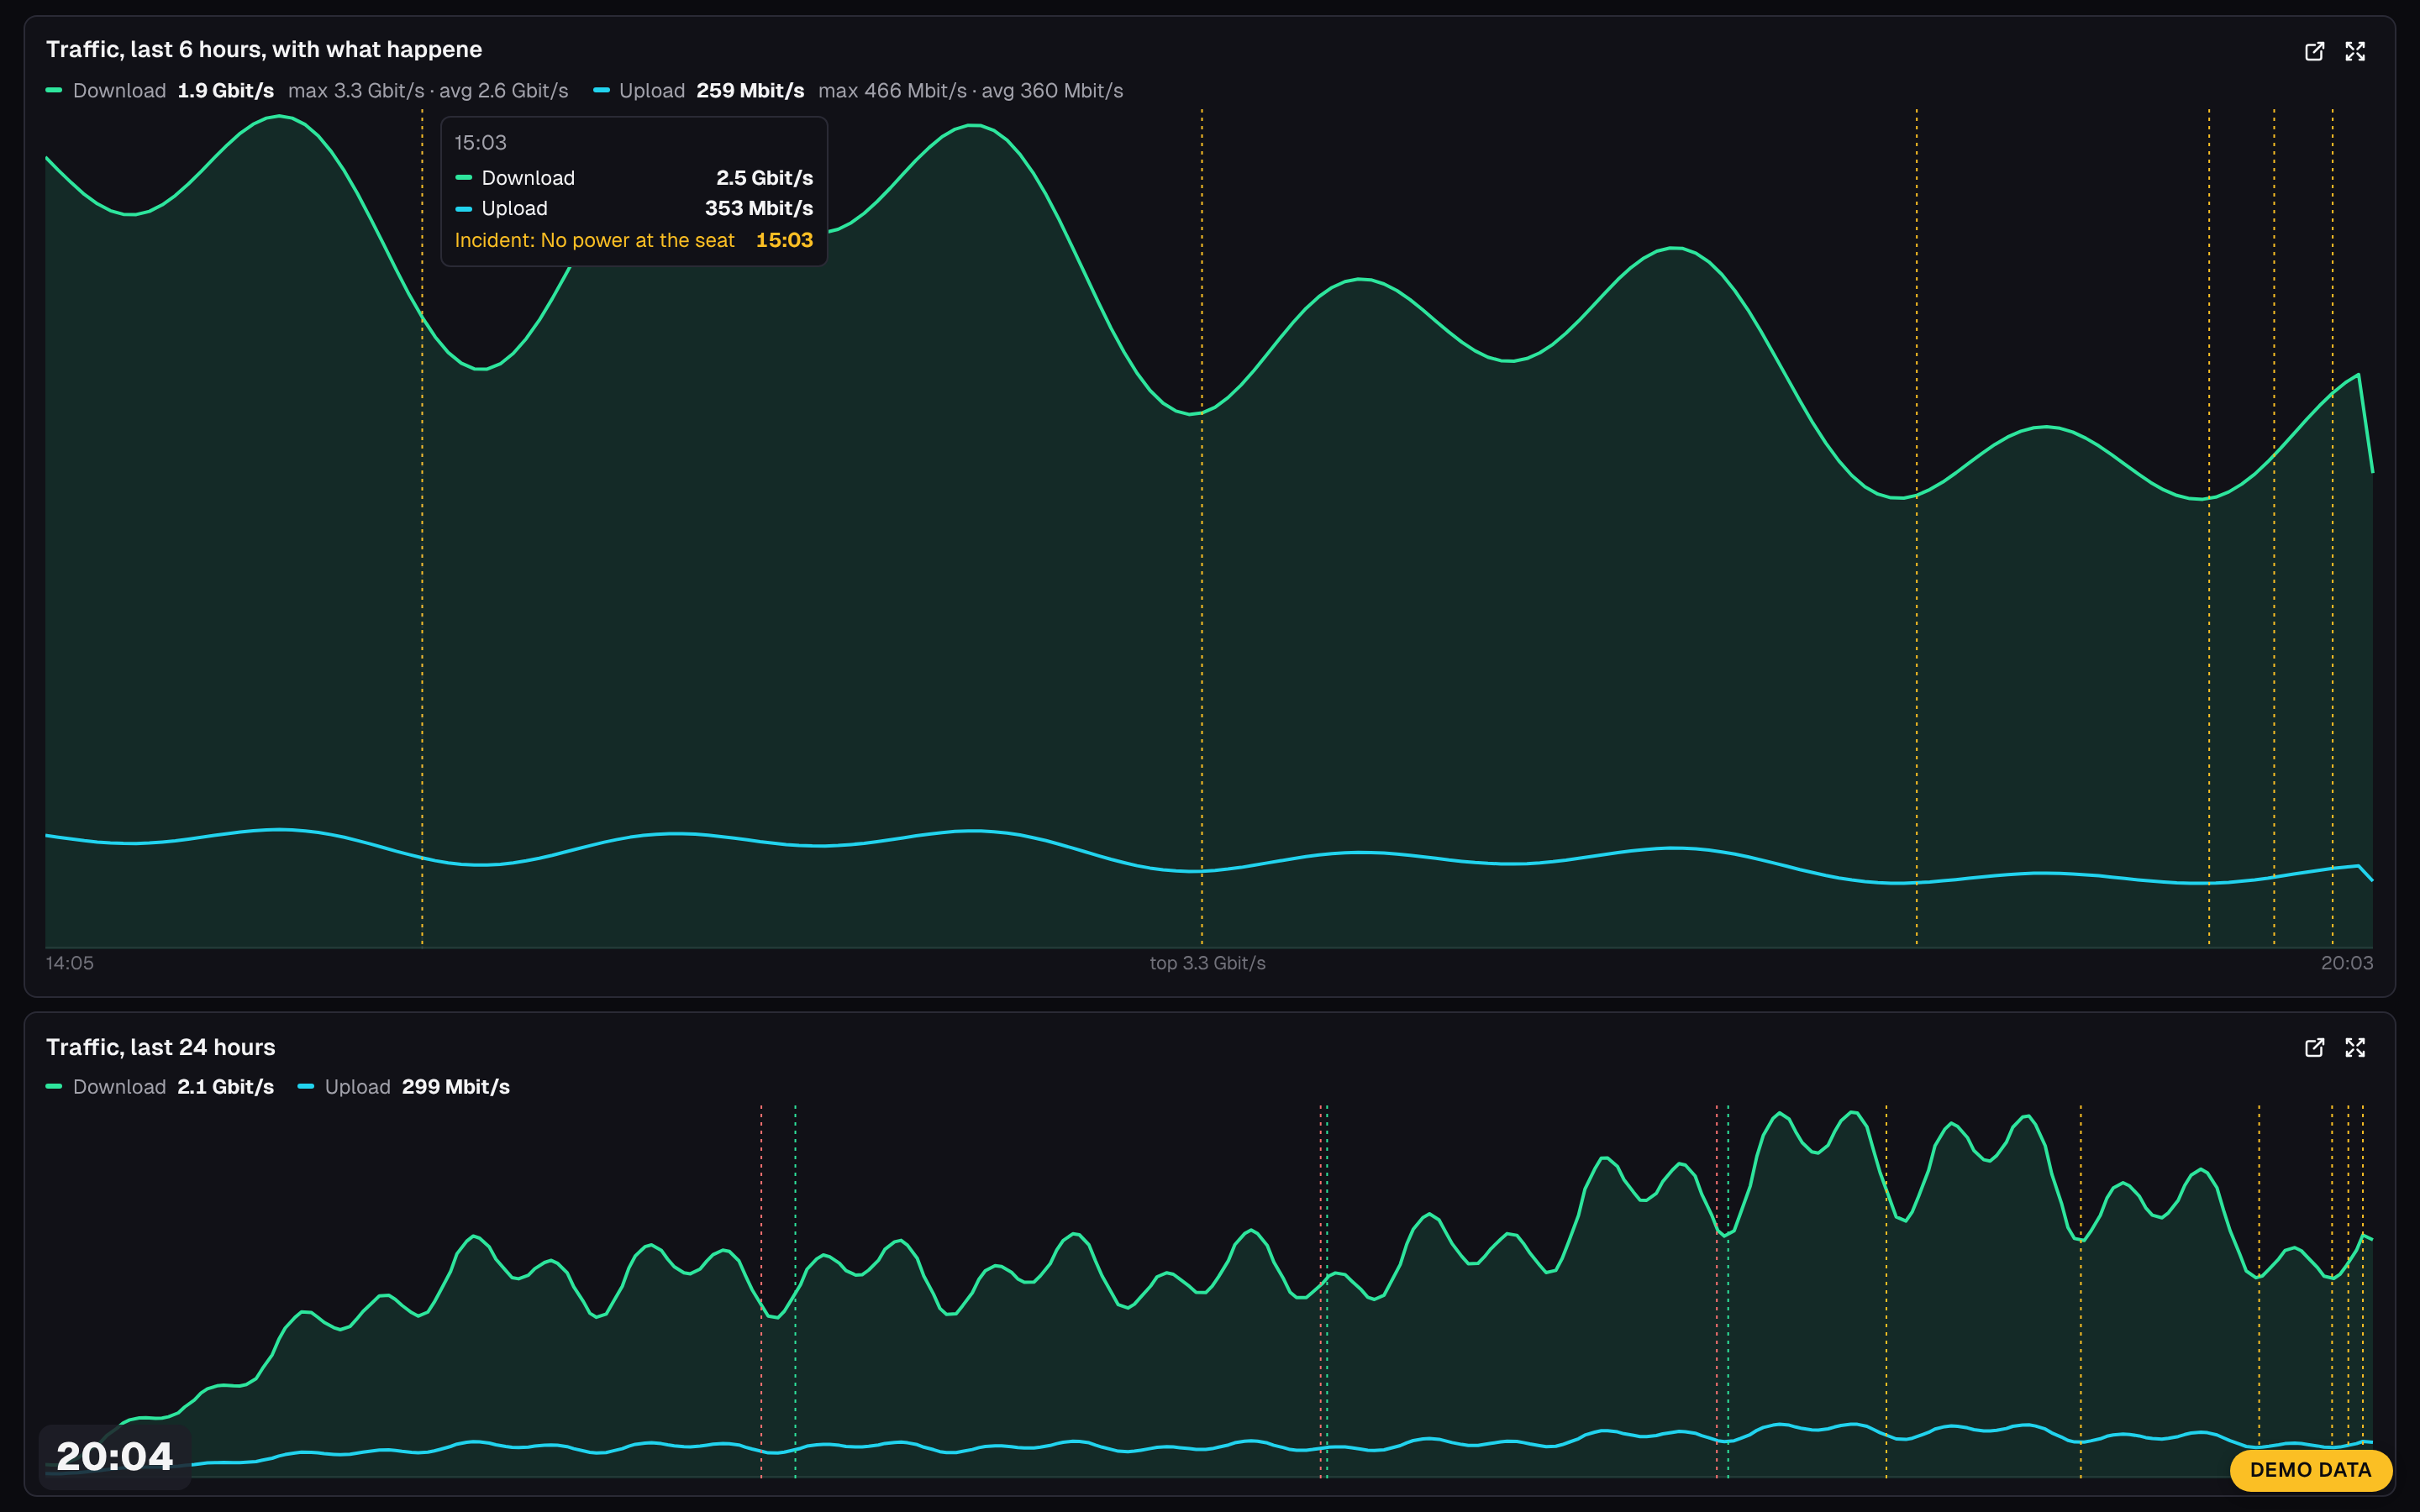 Traffic, last 6 hours, with what happene
Download 1.9 Gbit/s max 3.3 Gbit/s · avg 2.6 Gbit/s Upload 259 Mbit/s max 466 Mbit/s · avg 360 Mbit/s
15:03
Download 2.5 Gbit/s
Upload 353 Mbit/s
Incident: No power at the seat 15:03
14:05 top 3.3 Gbit/s 20:03
Traffic, last 24 hours
Download 2.1 Gbit/s Upload 299 Mbit/s
20:04
DEMO DATA